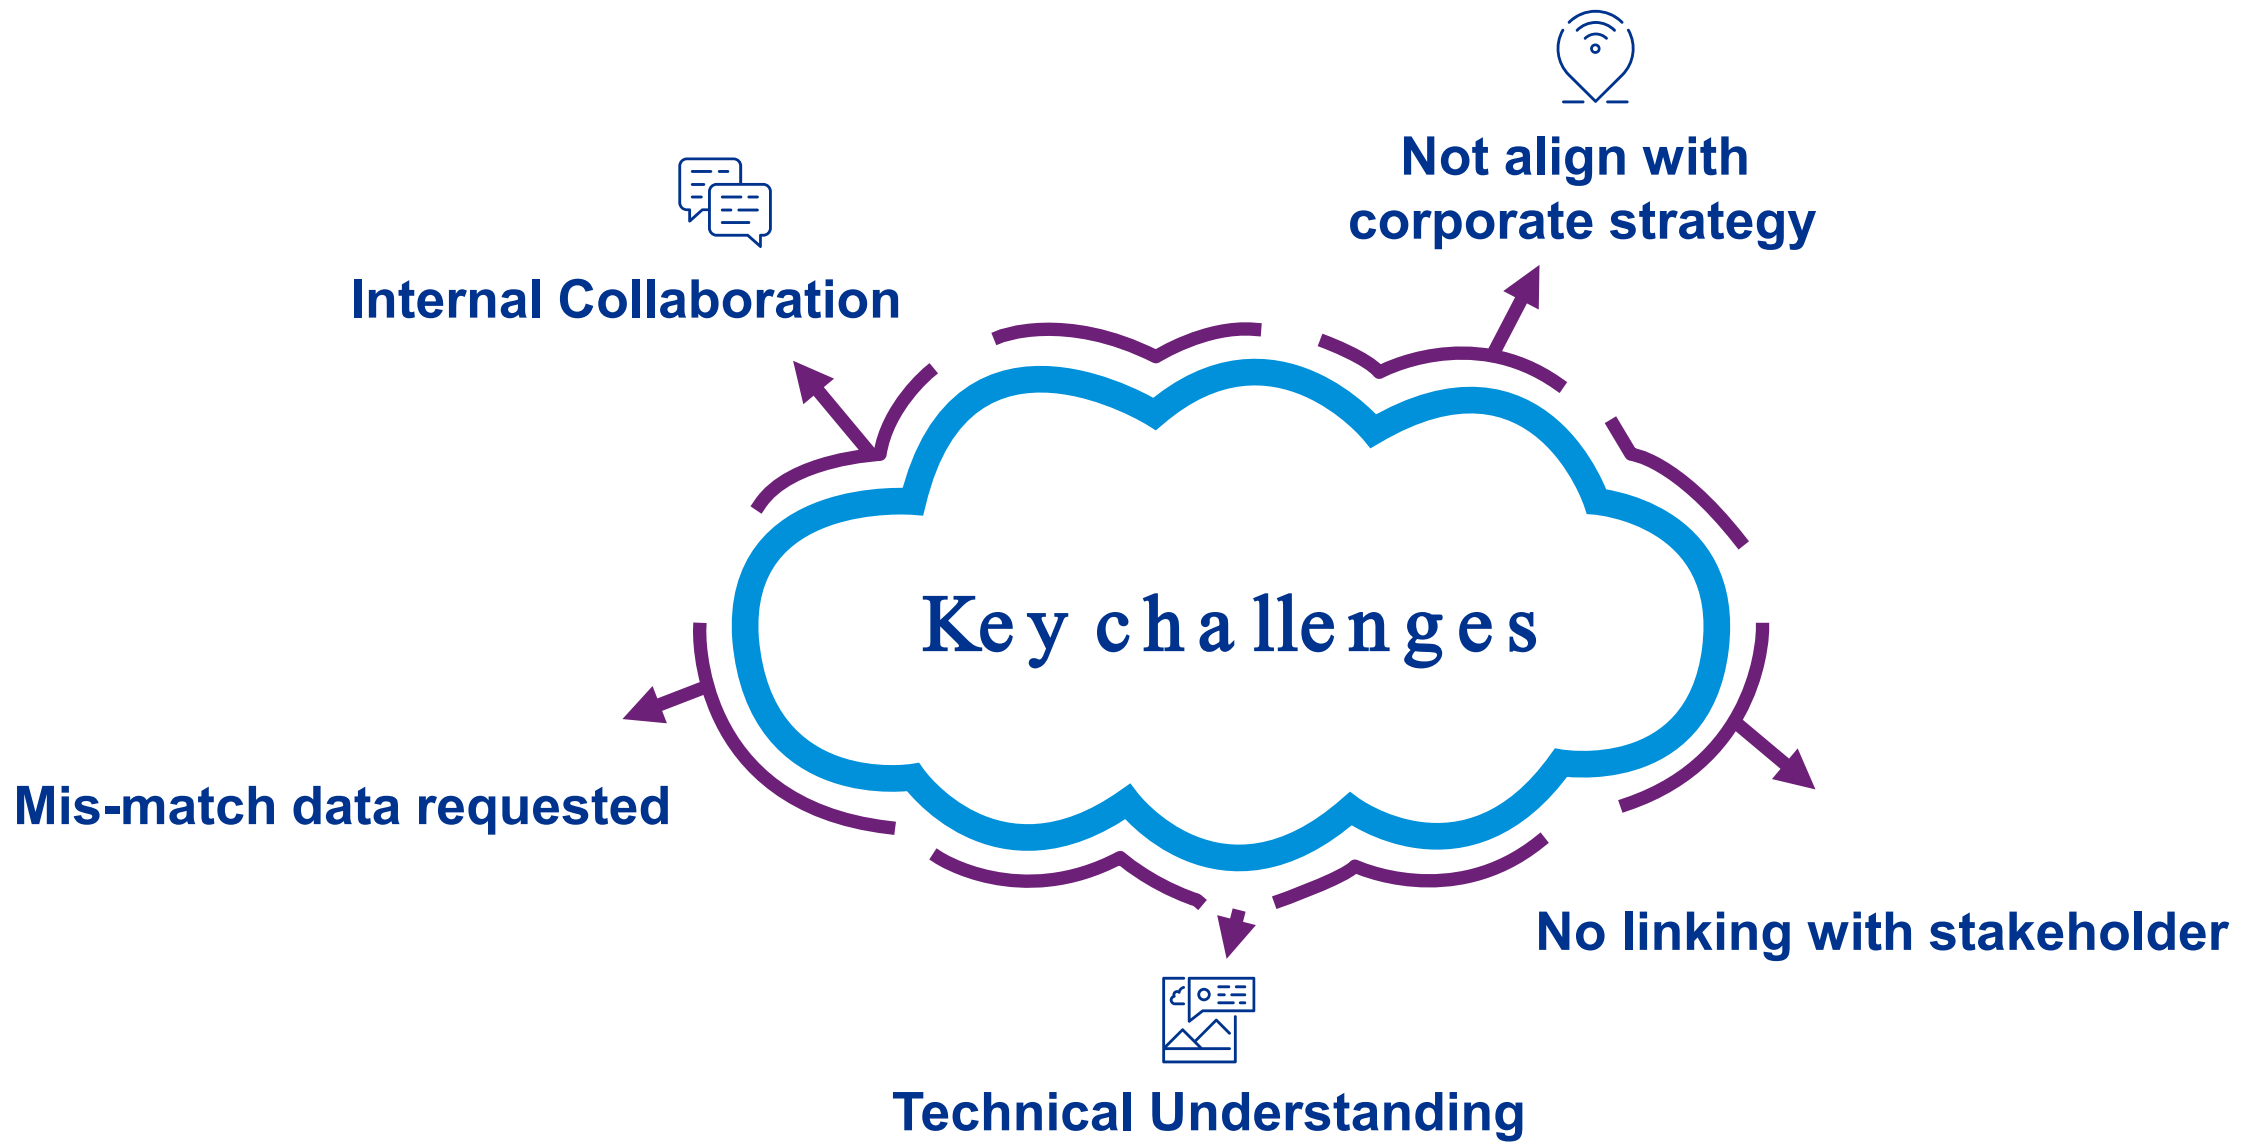 Not align with
corporate strategy
Internal Collaboration
Key challenges
Mis-match data requested
No linking with stakeholder
Technical Understanding